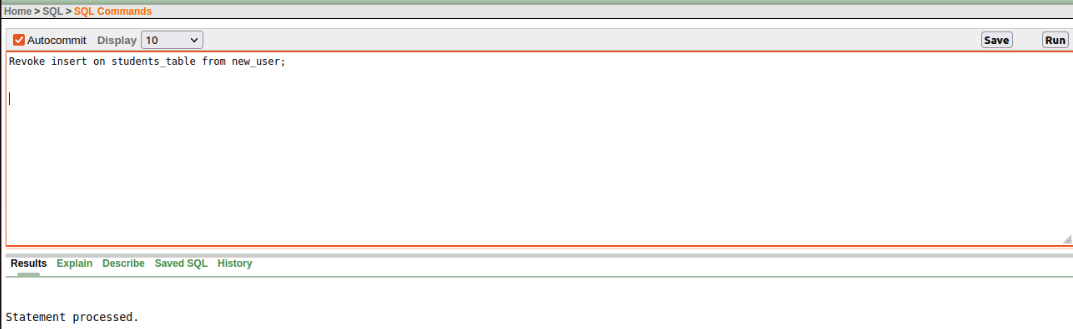 Home > SQL > SQL Commands
Autocommit Display 10 Save Run
Revoke insert on students_table from new_user;
Results Explain Describe Saved SQL History
Statement processed.